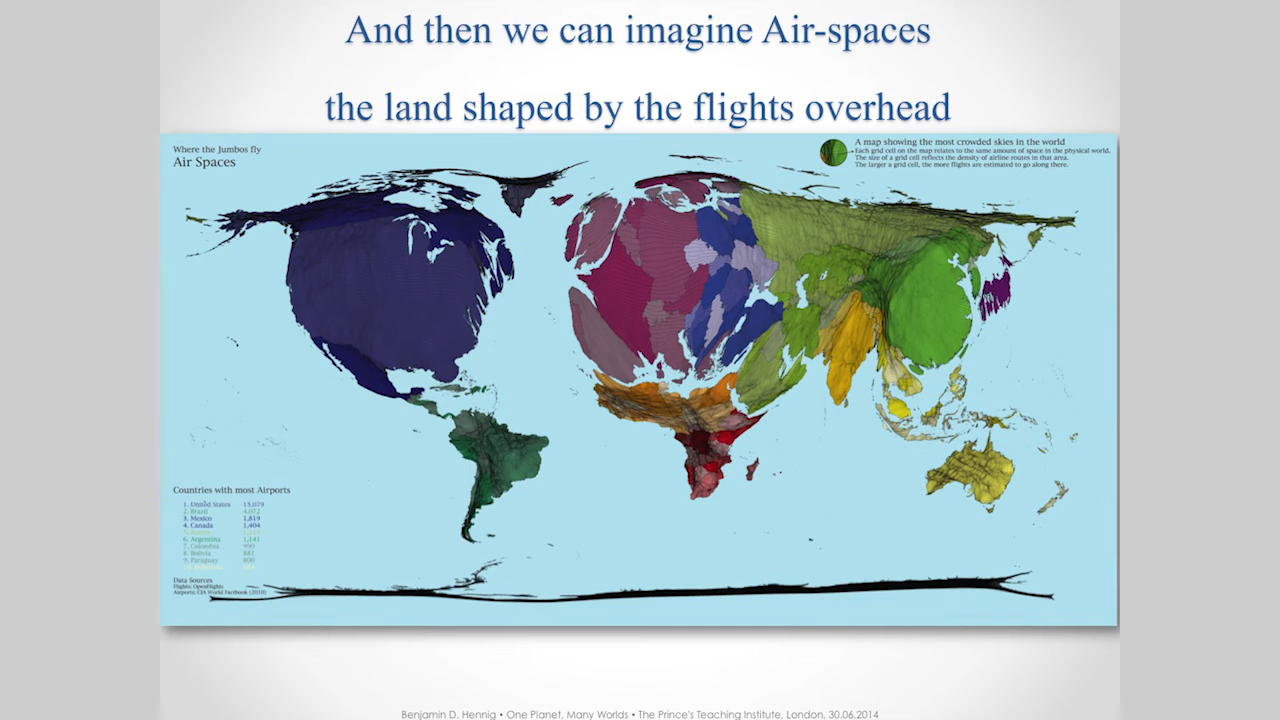 And then we can imagine Air-spaces
the land shaped by the flights overhead
Where the Jumbos fly
Air Spaces
A map showing the most crowded skies in the world
Each grid cell on the map relates to the same amount of space in the physical world.
The size of a grid cell reflects the density of airline routes in that area.
The larger a grid cell, the more flights are estimated to go along there.
Countries with most Airports
1. United States 15,079
2. Brazil 4,072
3. Mexico 1,819
4. Canada 1,404
6. Argentina 1,141
7. Colombia 990
8. Bolivia 881
9. Paraguay 800
Data Sources
Flights: OpenFlights
Airports: CIA World Factbook (2010)
Benjamin D. Hennig • One Planet, Many Worlds • The Prince's Teaching Institute, London, 30.06.2014